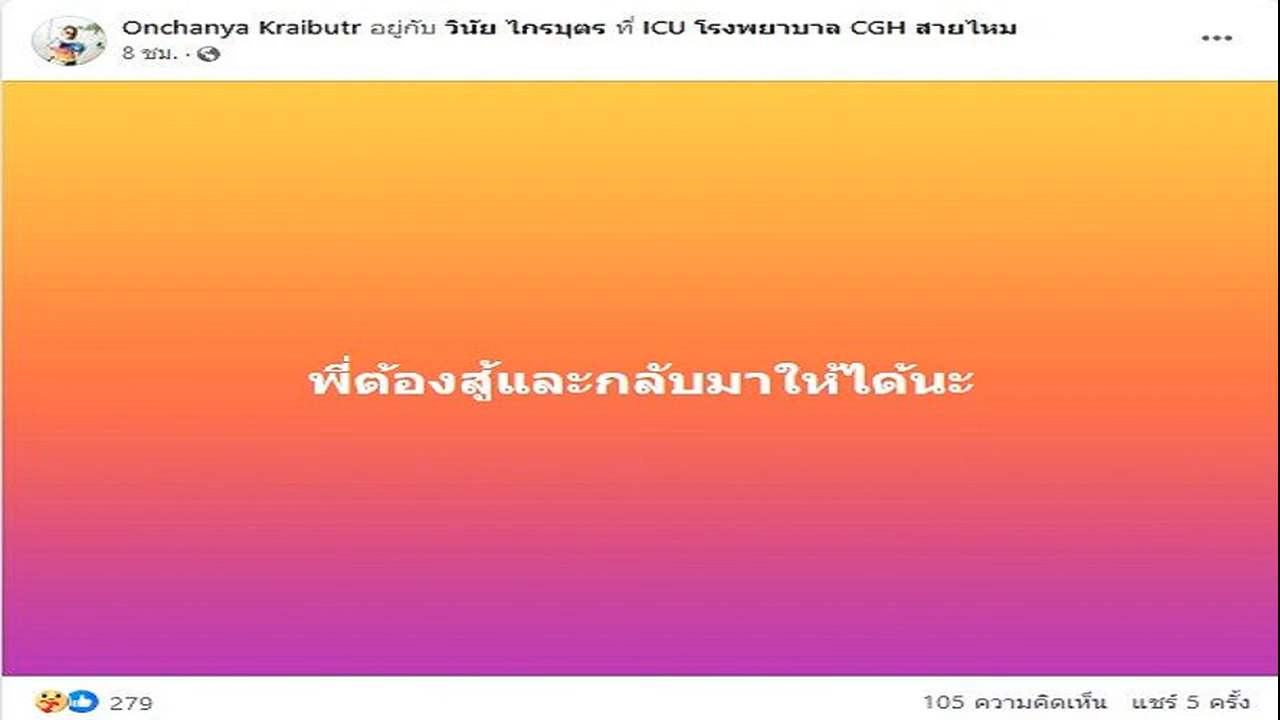 Onchanya Kraibutr อยู่กับ วินัย ไกรบุตร ที่ ICU โรงพยาบาล CGH สายไหม
8 ชม. ·
พี่ต้องสู้และกลับมาให้ได้นะ
279 105 ความคิดเห็น แชร์ 5 ครั้ง